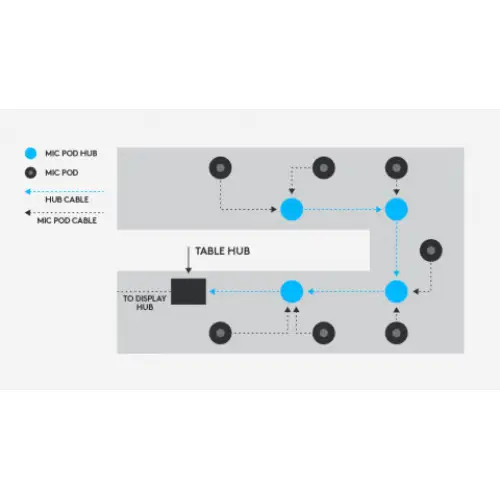 MIC POD HUB
MIC POD
HUB CABLE
MIC POD CABLE
TABLE HUB
TO DISPLAY
HUB